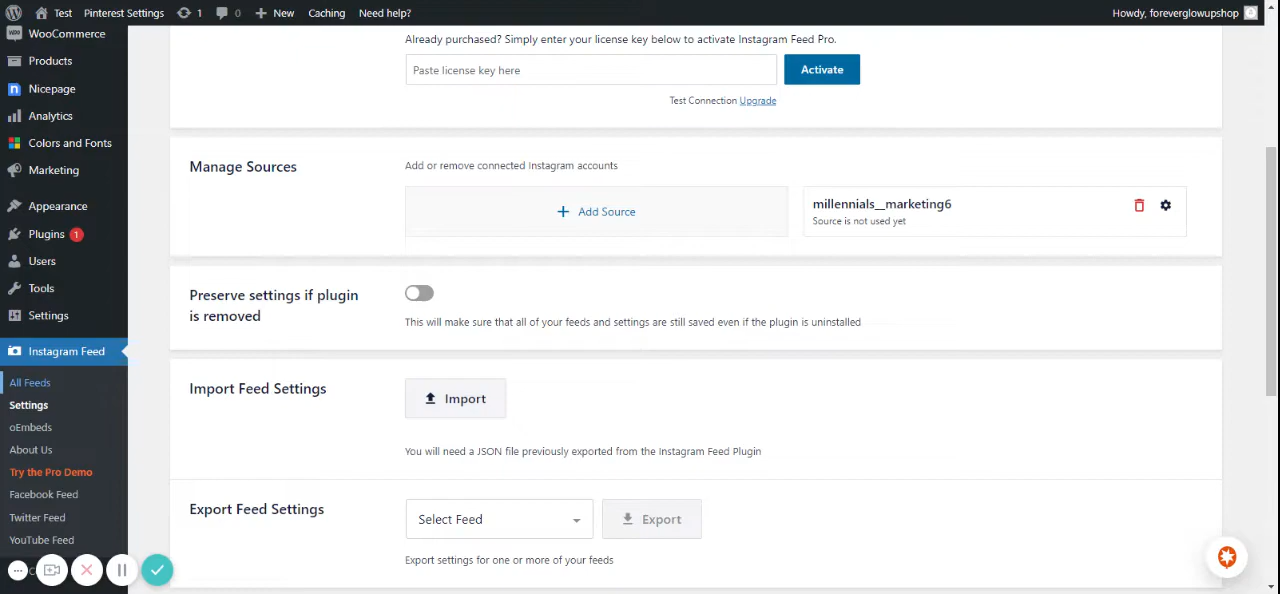 Test
Pinterest Settings
1
0
New
Caching
Need help?
Howdy, foreverglowupshop
WooCommerce
Products
Nicepage
Analytics
Colors and Fonts
Marketing
Appearance
Plugins 1
Users
Tools
Settings
Instagram Feed
All Feeds
Settings
oEmbeds
About Us
Try the Pro Demo
Facebook Feed
Twitter Feed
YouTube Feed
Already purchased? Simply enter your license key below to activate Instagram Feed Pro.
Paste license key here
Activate
Test Connection Upgrade
Manage Sources
Add or remove connected Instagram accounts
Add Source
millennials__marketing6
Source is not used yet
Preserve settings if plugin
is removed
This will make sure that all of your feeds and settings are still saved even if the plugin is uninstalled
Import Feed Settings
Import
You will need a JSON file previously exported from the Instagram Feed Plugin
Export Feed Settings
Select Feed
Export
Export settings for one or more of your feeds